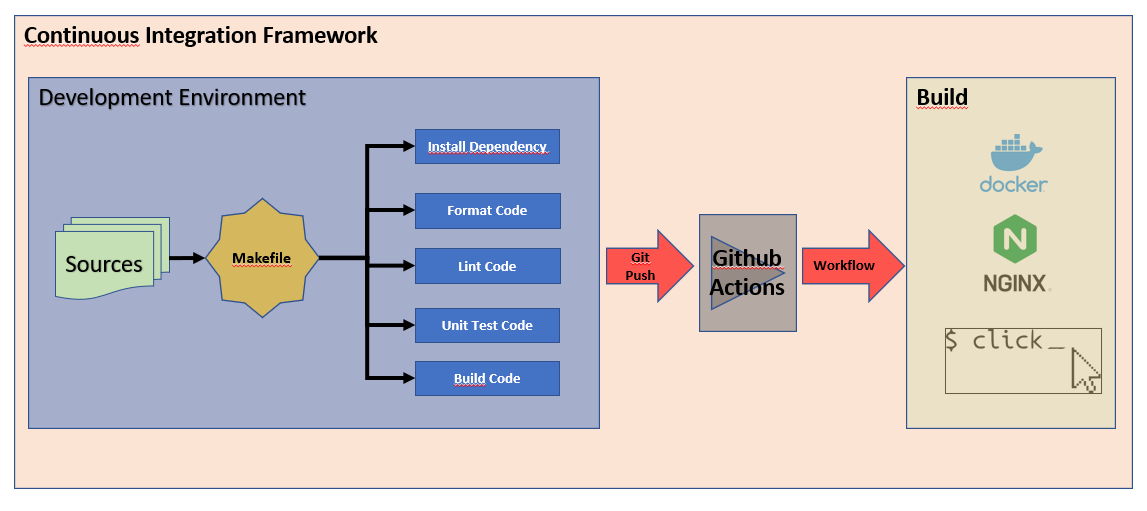 Continuous Integration Framework
Development Environment
Sources
Makefile
Install Dependency
Format Code
Lint Code
Unit Test Code
Build Code
Git
Push
Github
Actions
Workflow
Build
docker
N
NGINX
$ click_